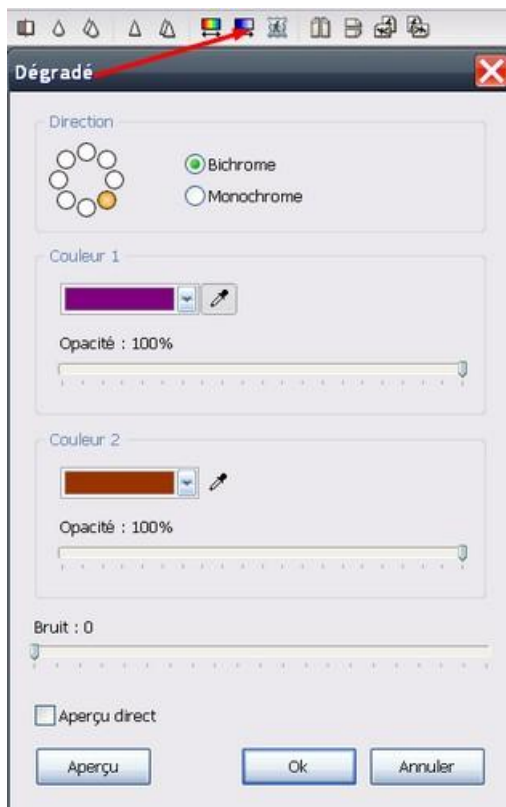 Dégradé
Direction
Bichrome
Monochrome
Couleur 1
Opacité : 100%
Couleur 2
Opacité : 100%
Bruit : 0
Aperçu direct
Aperçu
Ok
Annuler